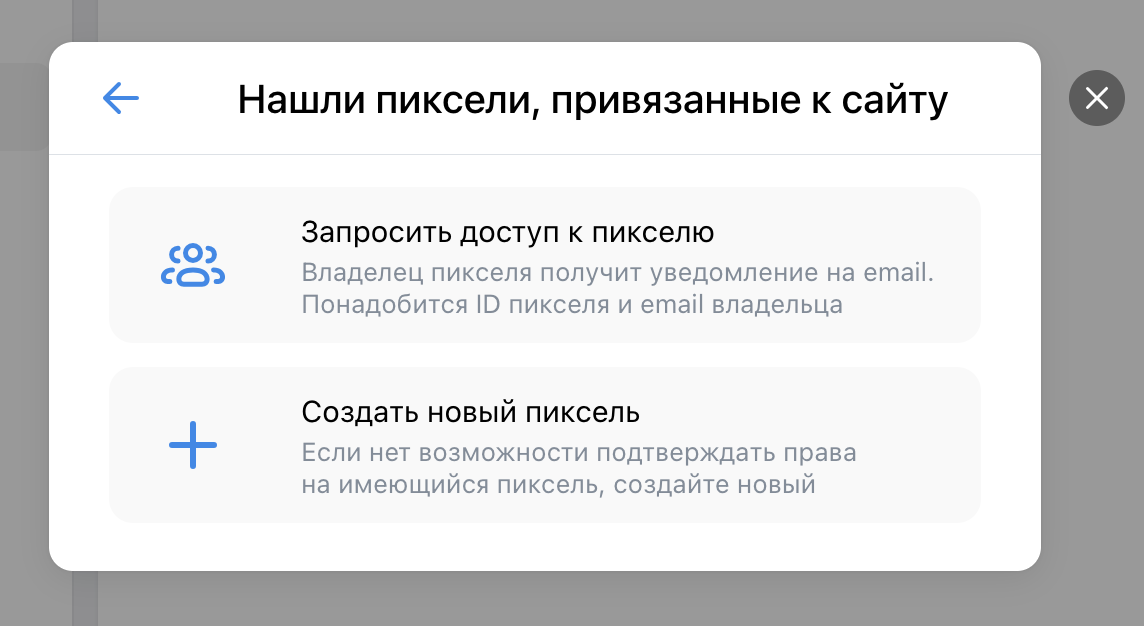 Нашли пиксели, привязанные к сайту
Запросить доступ к пикселю
Владелец пикселя получит уведомление на email.
Понадобится ID пикселя и email владельца
Создать новый пиксель
Если нет возможности подтверждать права
на имеющийся пиксель, создайте новый